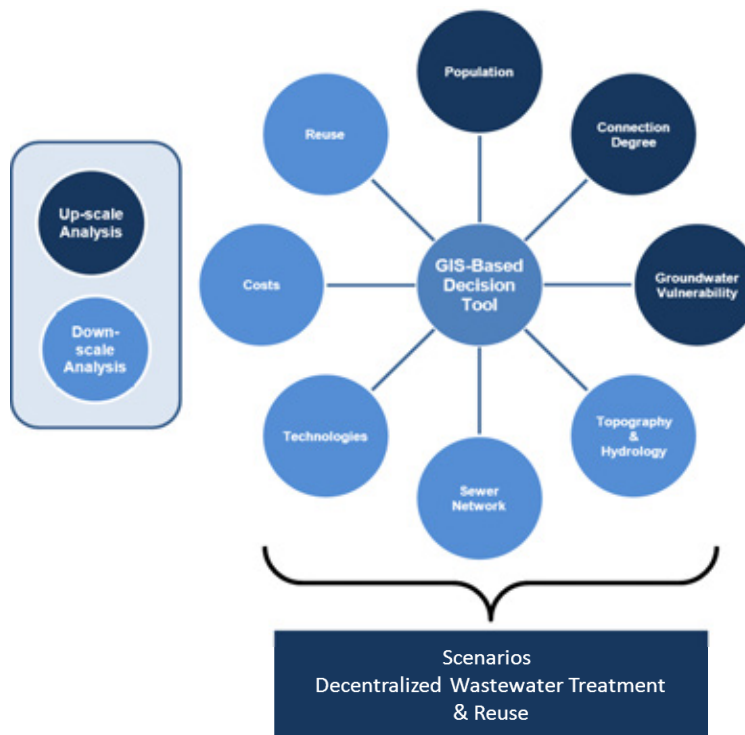 Population
Reuse
Connection
Degree
Up-scale
Analysis
GIS-Based
Decision
Tool
Costs
Groundwater
Vulnerability
Down-
scale
Analysis
Technologies
Topography
&
Hydrology
Sewer
Network
Scenarios
Decentralized Wastewater Treatment
& Reuse